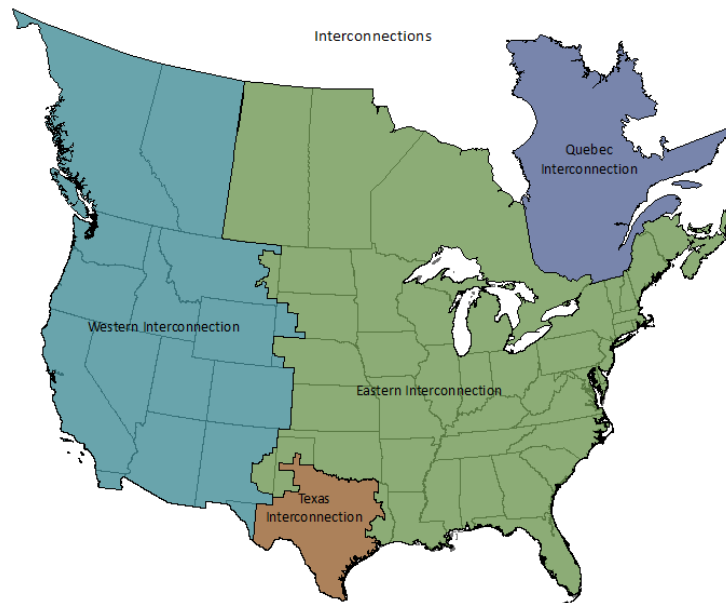 Interconnections
Quebec
Interconnection
Western Interconnection
Eastern Interconnection
Texas
Interconnection